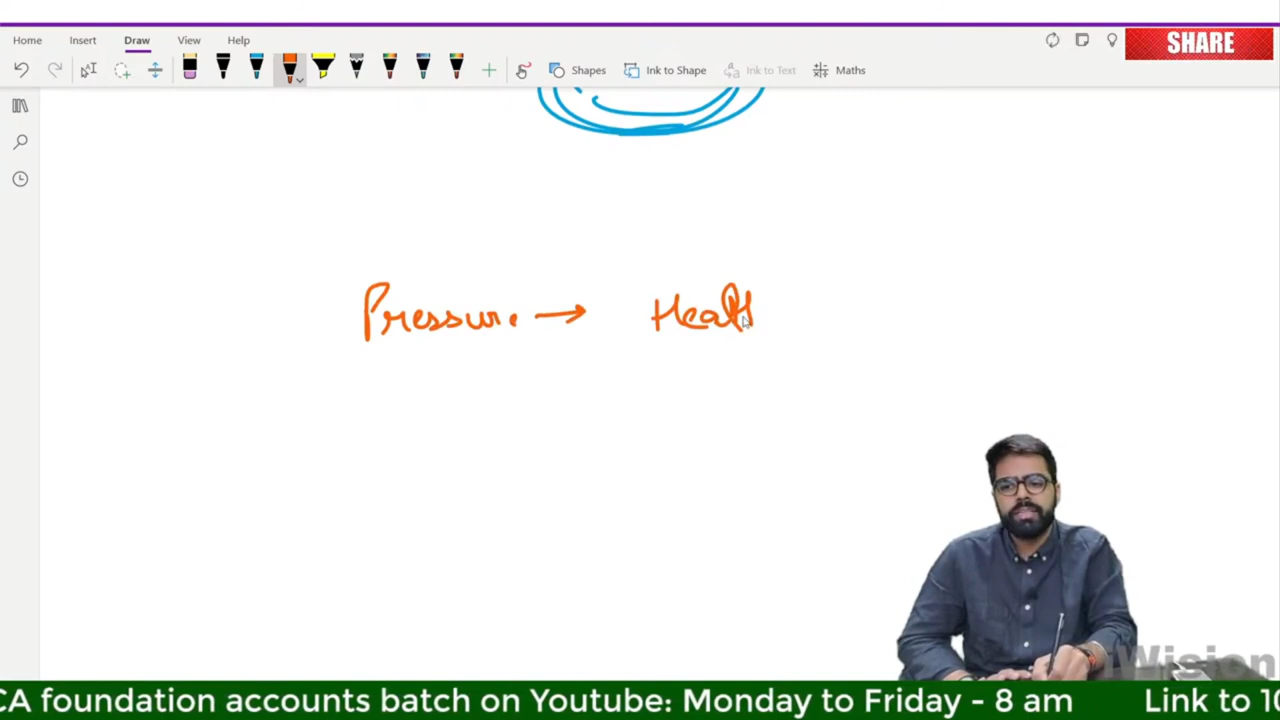 Home Insert Draw View Help
SHARE
Shapes Ink to Shape Ink to Text Maths
Pressure → Healt
CA foundation accounts batch on Youtube: Monday to Friday - 8 am Link to 10